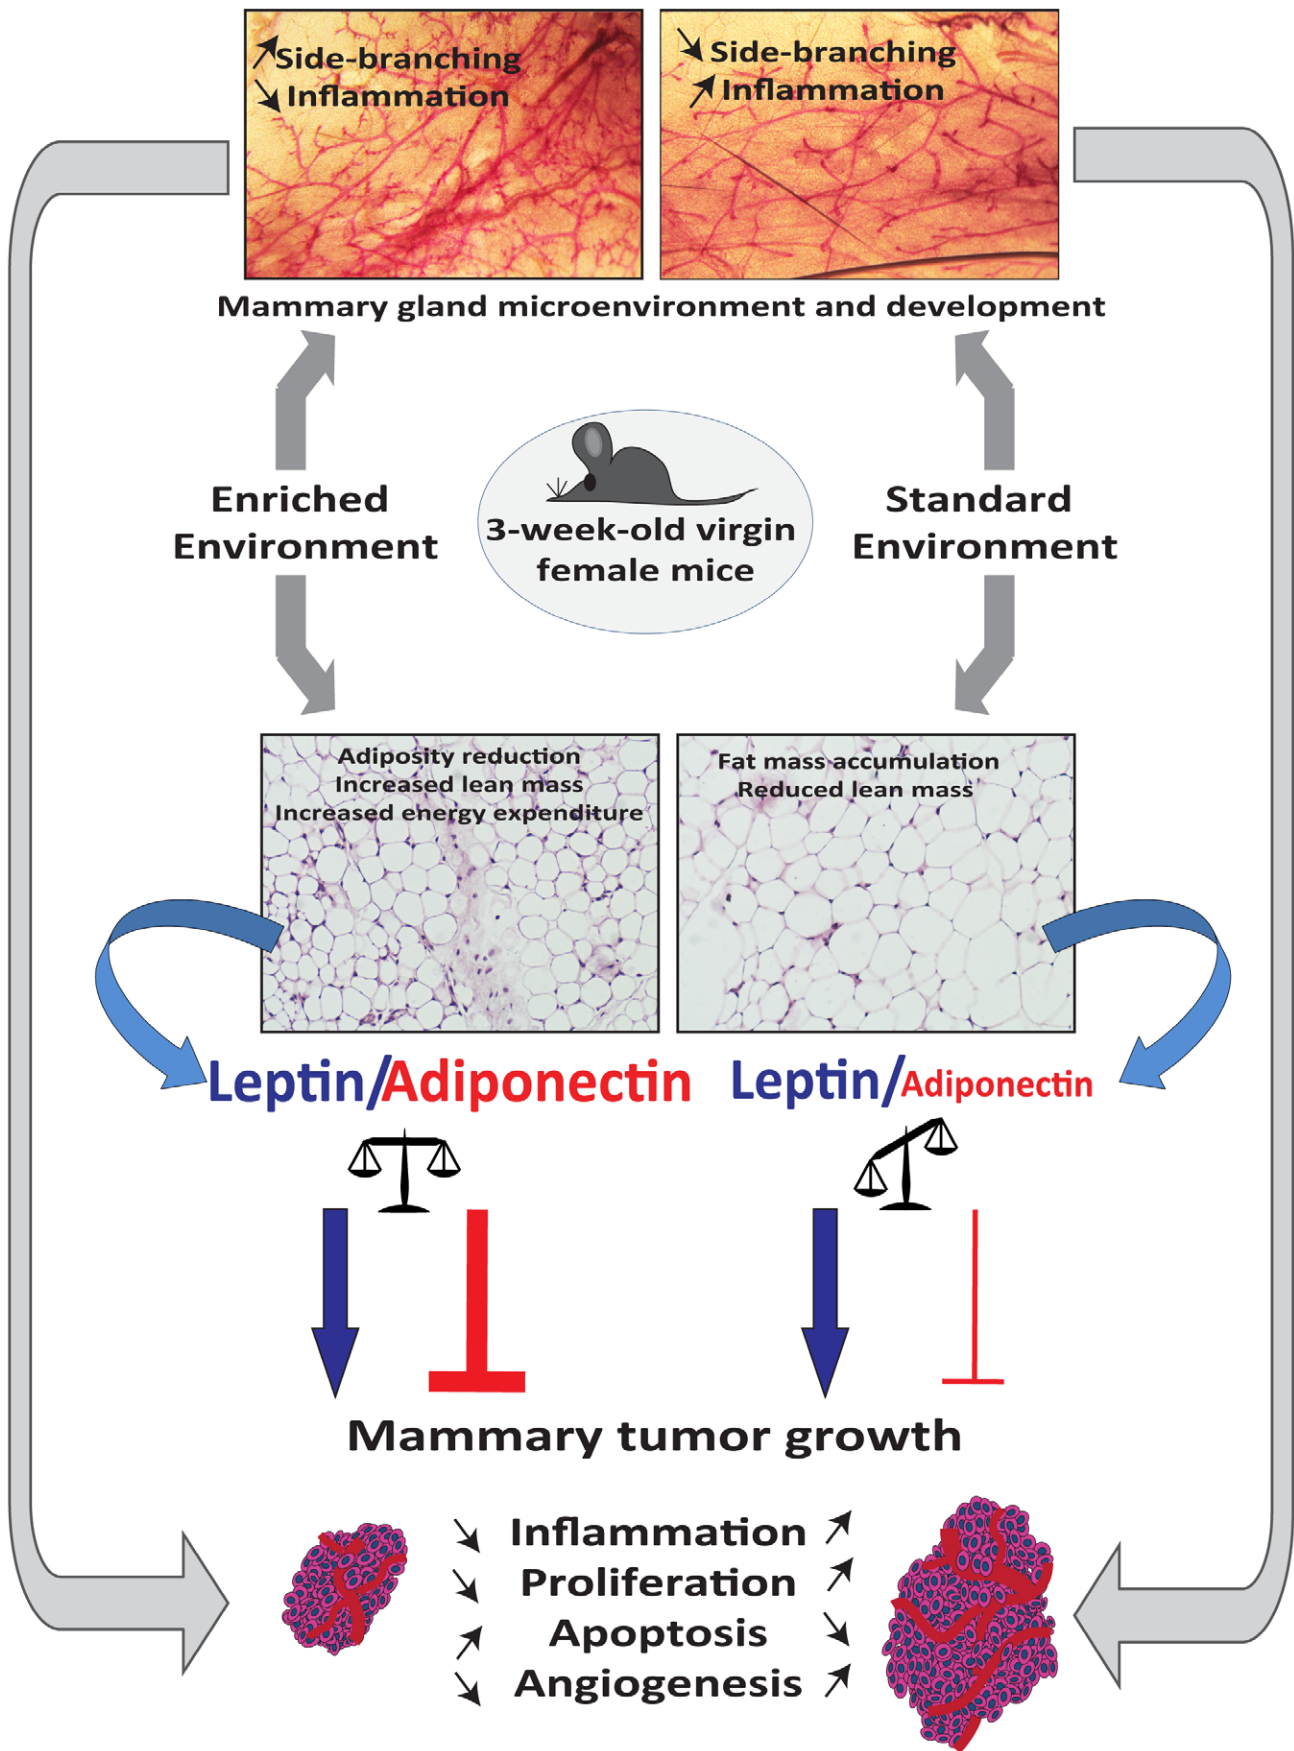 Side-branching
Inflammation
Side-branching
Inflammation
Mammary gland microenvironment and development
Enriched
Environment
3-week-old virgin
female mice
Standard
Environment
Adiposity reduction
Increased lean mass
Increased energy expenditure
Fat mass accumulation
Reduced lean mass
Leptin/Adiponectin
Leptin/Adiponectin
Mammary tumor growth
Inflammation
Proliferation
Apoptosis
Angiogenesis